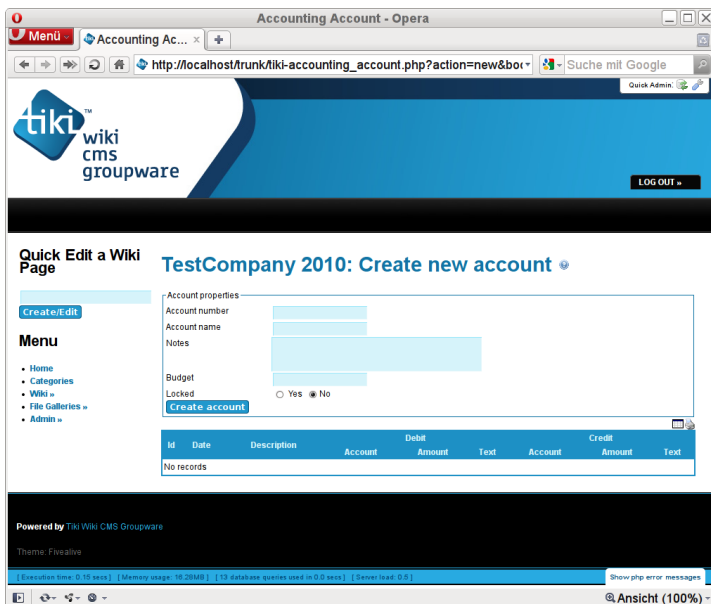 Accounting Account - Opera
Menü
Accounting Ac...
http://localhost/trunk/tiki-accounting_account.php?action=new&boo
Suche mit Google
Quick Admin:
tiki™
wiki
cms
groupware
LOG OUT »
Quick Edit a Wiki Page
Create/Edit
Menu
Home
Categories
Wiki »
File Galleries »
Admin »
TestCompany 2010: Create new account
Account properties
Account number
Account name
Notes
Budget
Locked Yes No
Create account
Id Date Description Debit Credit
Account Amount Text Account Amount Text
No records
Powered by Tiki Wiki CMS Groupware
Theme: Fivealive
[ Execution time: 0.15 secs ] [ Memory usage: 16.28MB ] [ 13 database queries used in 0.0 secs ] [ Server load: 0.5 ]
Show php error messages
Ansicht (100%)